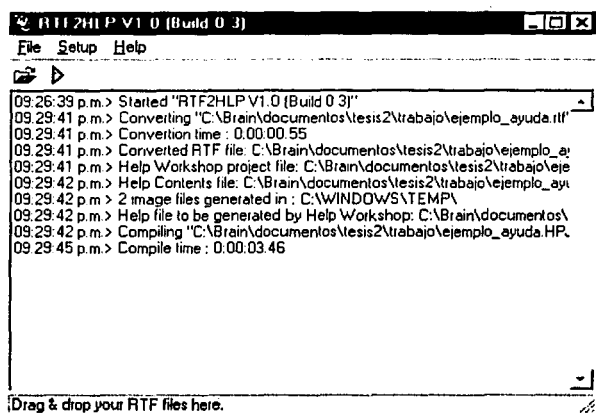 RTF2HLP V1.0 (Build 0.3)
File Setup Help
09:26:39 p.m.> Started "RTF2HLP V1.0 (Build 0.3)"
09:29:41 p.m.> Converting "C:\Brain\documentos\tesis2\trabajo\ejemplo_ayuda.rtf"
09:29:41 p.m.> Convertion time : 0:00:00.55
09:29:41 p.m.> Converted RTF file: C:\Brain\documentos\tesis2\trabajo\ejemplo_ay
09:29:41 p.m.> Help Workshop project file: C:\Brain\documentos\tesis2\trabajo\eje
09:29:42 p.m.> Help Contents file: C:\Brain\documentos\tesis2\trabajo\ejemplo_ayu
09:29:42 p.m.> 2 image files generated in : C:\WINDOWS\TEMP\
09:29:42 p.m.> Help file to be generated by Help Workshop: C:\Brain\documentos\
09:29:42 p.m.> Compiling "C:\Brain\documentos\tesis2\trabajo\ejemplo_ayuda.HPJ
09:29:45 p.m.> Compile time : 0:00:03.46
Drag & drop your RTF files here.